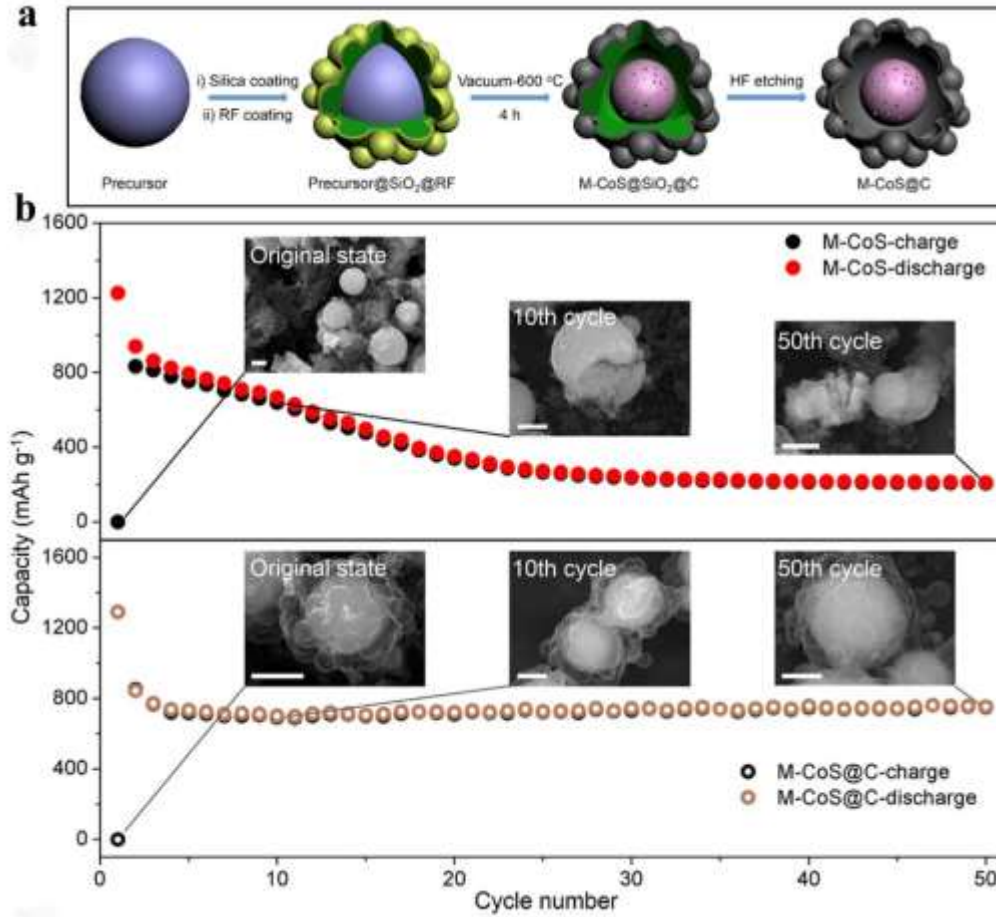 a
i) Silica coating
ii) RF coating
Vacuum-600 °C
4 h
HF etching
Precursor
Precursor@SiO₂@RF
M-CoS@SiO₂@C
M-CoS@C
b
1600
1200
800
400
0
Original state
10th cycle
50th cycle
M-CoS-charge
M-CoS-discharge
Capacity (mAh g⁻¹)
1600
1200
800
400
0
Original state
10th cycle
50th cycle
M-CoS@C-charge
M-CoS@C-discharge
0 10 20 30 40 50
Cycle number